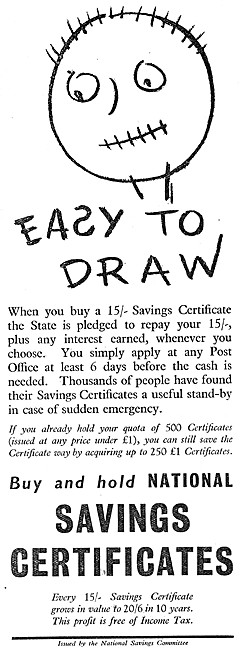 EASY TO
DRAW
When you buy a 15/- Savings Certificate
the State is pledged to repay your 15/-,
plus any interest earned, whenever you
choose. You simply apply at any Post
Office at least 6 days before the cash is
needed. Thousands of people have found
their Savings Certificates a useful stand-by
in case of sudden emergency.
If you already hold your quota of 500 Certificates
(issued at any price under £1), you can still save the
Certificate way by acquiring up to 250 £1 Certificates.
Buy and hold NATIONAL
SAVINGS
CERTIFICATES
Every 15/- Savings Certificate
grows in value to 20/6 in 10 years.
This profit is free of Income Tax.
Issued by the National Savings Committee